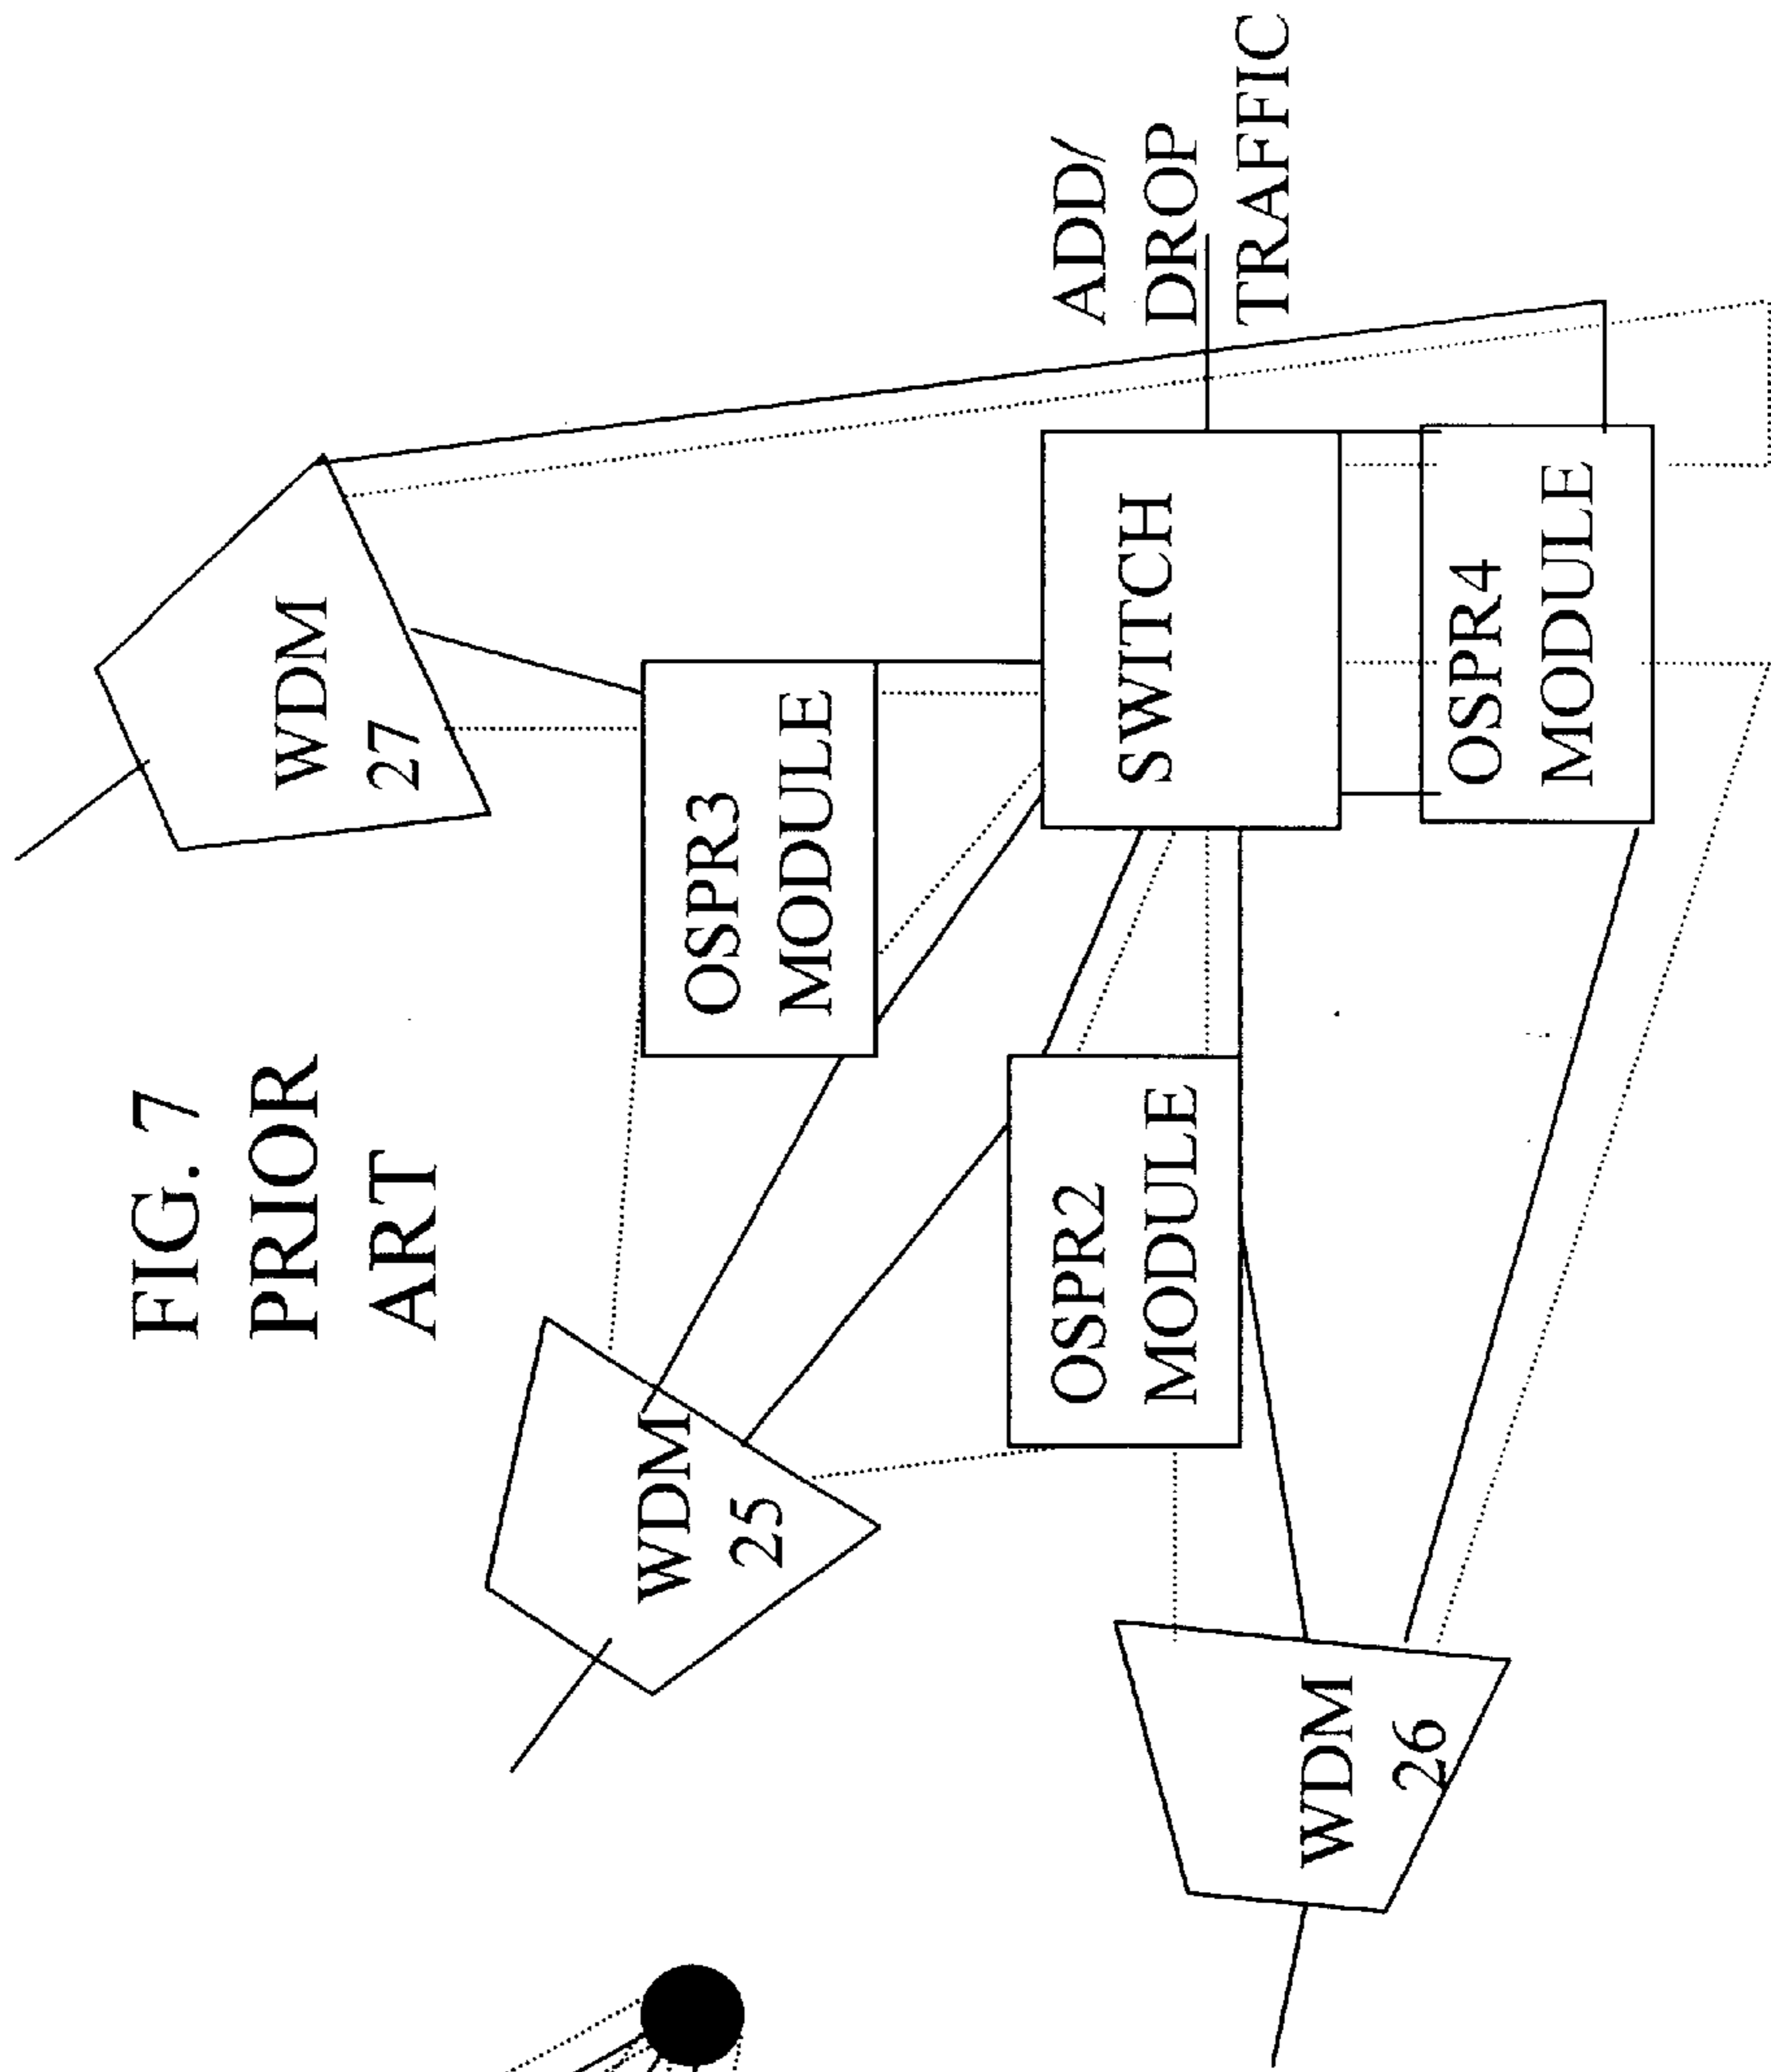 FIG. 7
PRIOR
ART
WDM
27
OSPR3
MODULE
WDM
25
OSPR2
MODULE
SWITCH
ADD/
DROP
TRAFFIC
OSPR4
MODULE
WDM
26